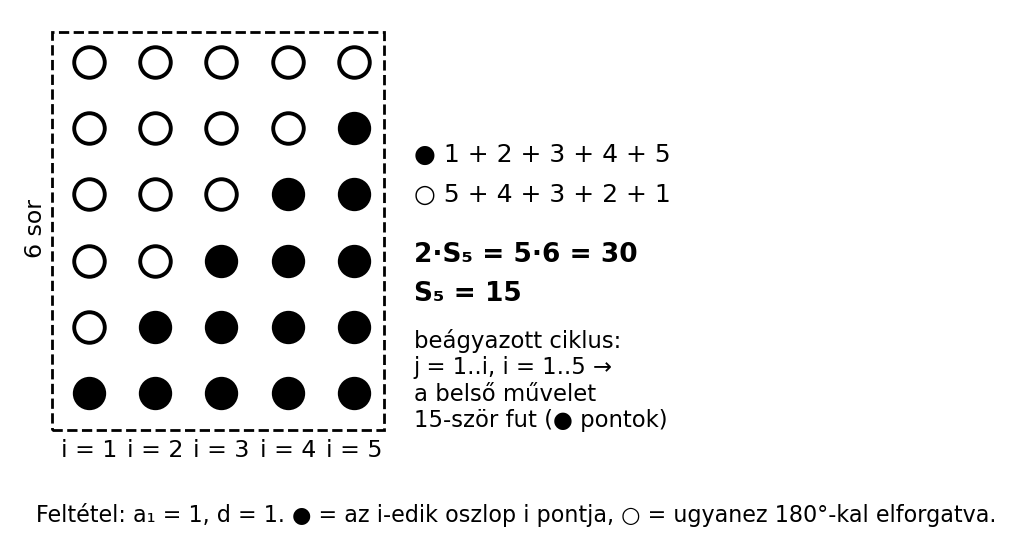 6 sor
● 1 + 2 + 3 + 4 + 5
○ 5 + 4 + 3 + 2 + 1
2·S₅ = 5·6 = 30
S₅ = 15
beágyazott ciklus:
j = 1..i, i = 1..5 →
a belső művelet
15-ször fut (● pontok)
i = 1 i = 2 i = 3 i = 4 i = 5
Feltétel: a₁ = 1, d = 1. ● = az i-edik oszlop i pontja, ○ = ugyanez 180°-kal elforgatva.